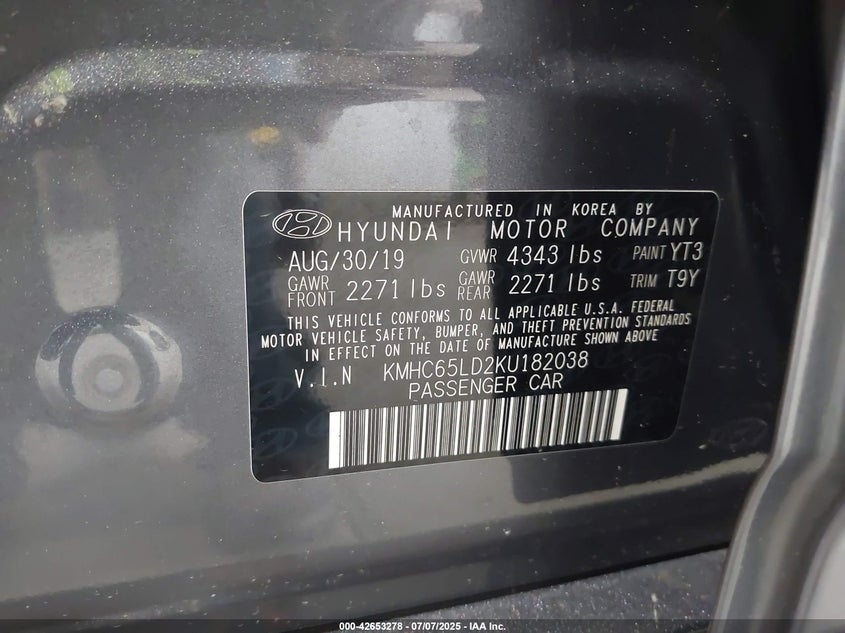 MANUFACTURED IN KOREA BY
HYUNDAI MOTOR COMPANY
AUG/30/19 GVWR 4343 lbs PAINT YT3
GAWR FRONT 2271 lbs GAWR REAR 2271 lbs TRIM T9Y
THIS VEHICLE CONFORMS TO ALL APPLICABLE U.S.A. FEDERAL
MOTOR VEHICLE SAFETY, BUMPER, AND THEFT PREVENTION STANDARDS
IN EFFECT ON THE DATE OF MANUFACTURE SHOWN ABOVE
V.I.N KMHC65LD2KU182038
PASSENGER CAR
000-42653278 - 07/07/2025 - IAA Inc.